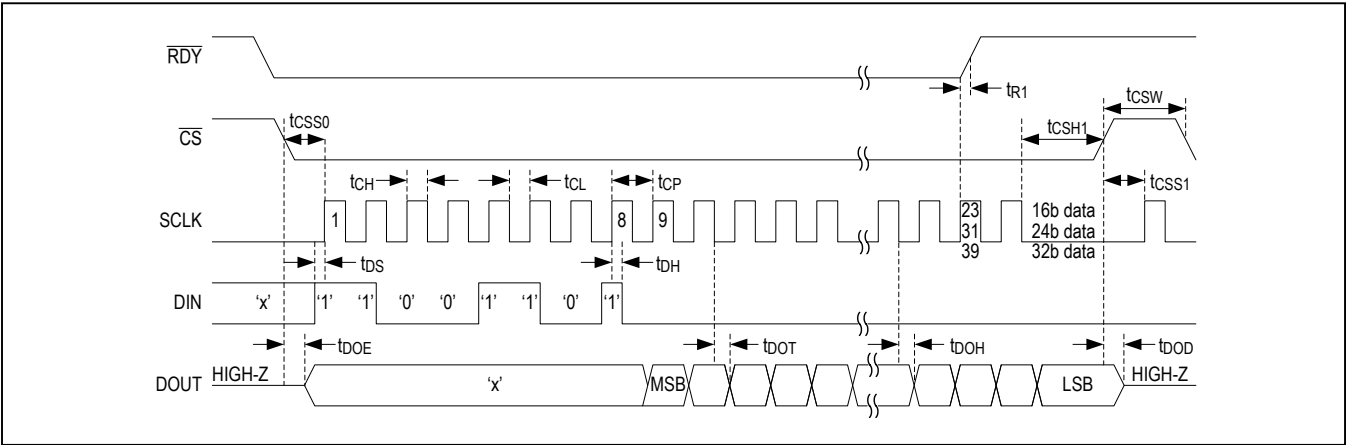 RDY
tR1
tCSW
tCSS0
CS
tCSH1
tCH
tCL
tCP
tCSS1
SCLK
1
8
9
23
16b data
31
24b data
39
32b data
tDS
tDH
DIN
‘x’
‘1’ ‘1’ ‘0’ ‘0’ ‘1’ ‘1’ ‘0’ ‘1’
tDOE
tDOT
tDOH
tDOD
DOUT
HIGH-Z
‘x’
MSB
LSB
HIGH-Z